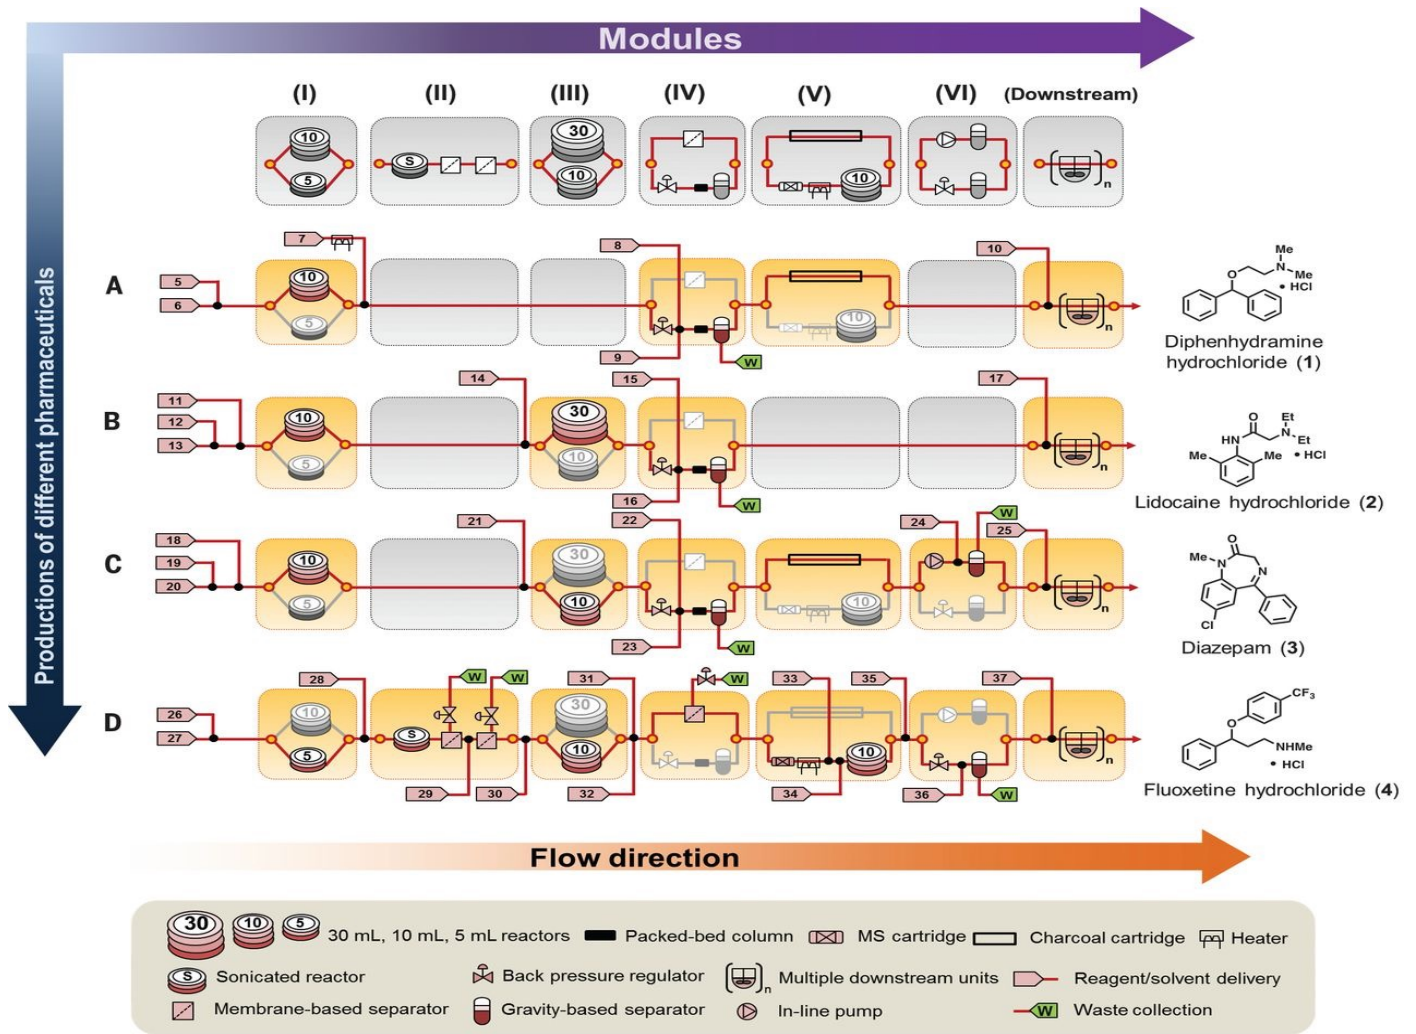 Modules
Productions of different pharmaceuticals
(I) (II) (III) (IV) (V) (VI) (Downstream)
10 30
S
5 10 10 n
A
7 8 10
5 10
6 5 10 n
9 W
Me
N
O Me
• HCl
Diphenhydramine
hydrochloride (1)
B
14 15 17
11 30
12 10
13 5 10 n
16 W
O Et
N
HN Et
Me Me • HCl
Lidocaine hydrochloride (2)
C
21 22 24 W 25
18 30
19 10
20 5 10 10 n
23 W
O
Me N
N
Cl
Diazepam (3)
D
28 W W 31 W 33 35 37
26 10 30
27 5 S 10 10 n
29 30 32 34 36 W
CF3
O
NHMe
• HCl
Fluoxetine hydrochloride (4)
Flow direction
30 10 5 30 mL, 10 mL, 5 mL reactors Packed-bed column MS cartridge Charcoal cartridge Heater
S Sonicated reactor Back pressure regulator n Multiple downstream units Reagent/solvent delivery
Membrane-based separator Gravity-based separator In-line pump W Waste collection